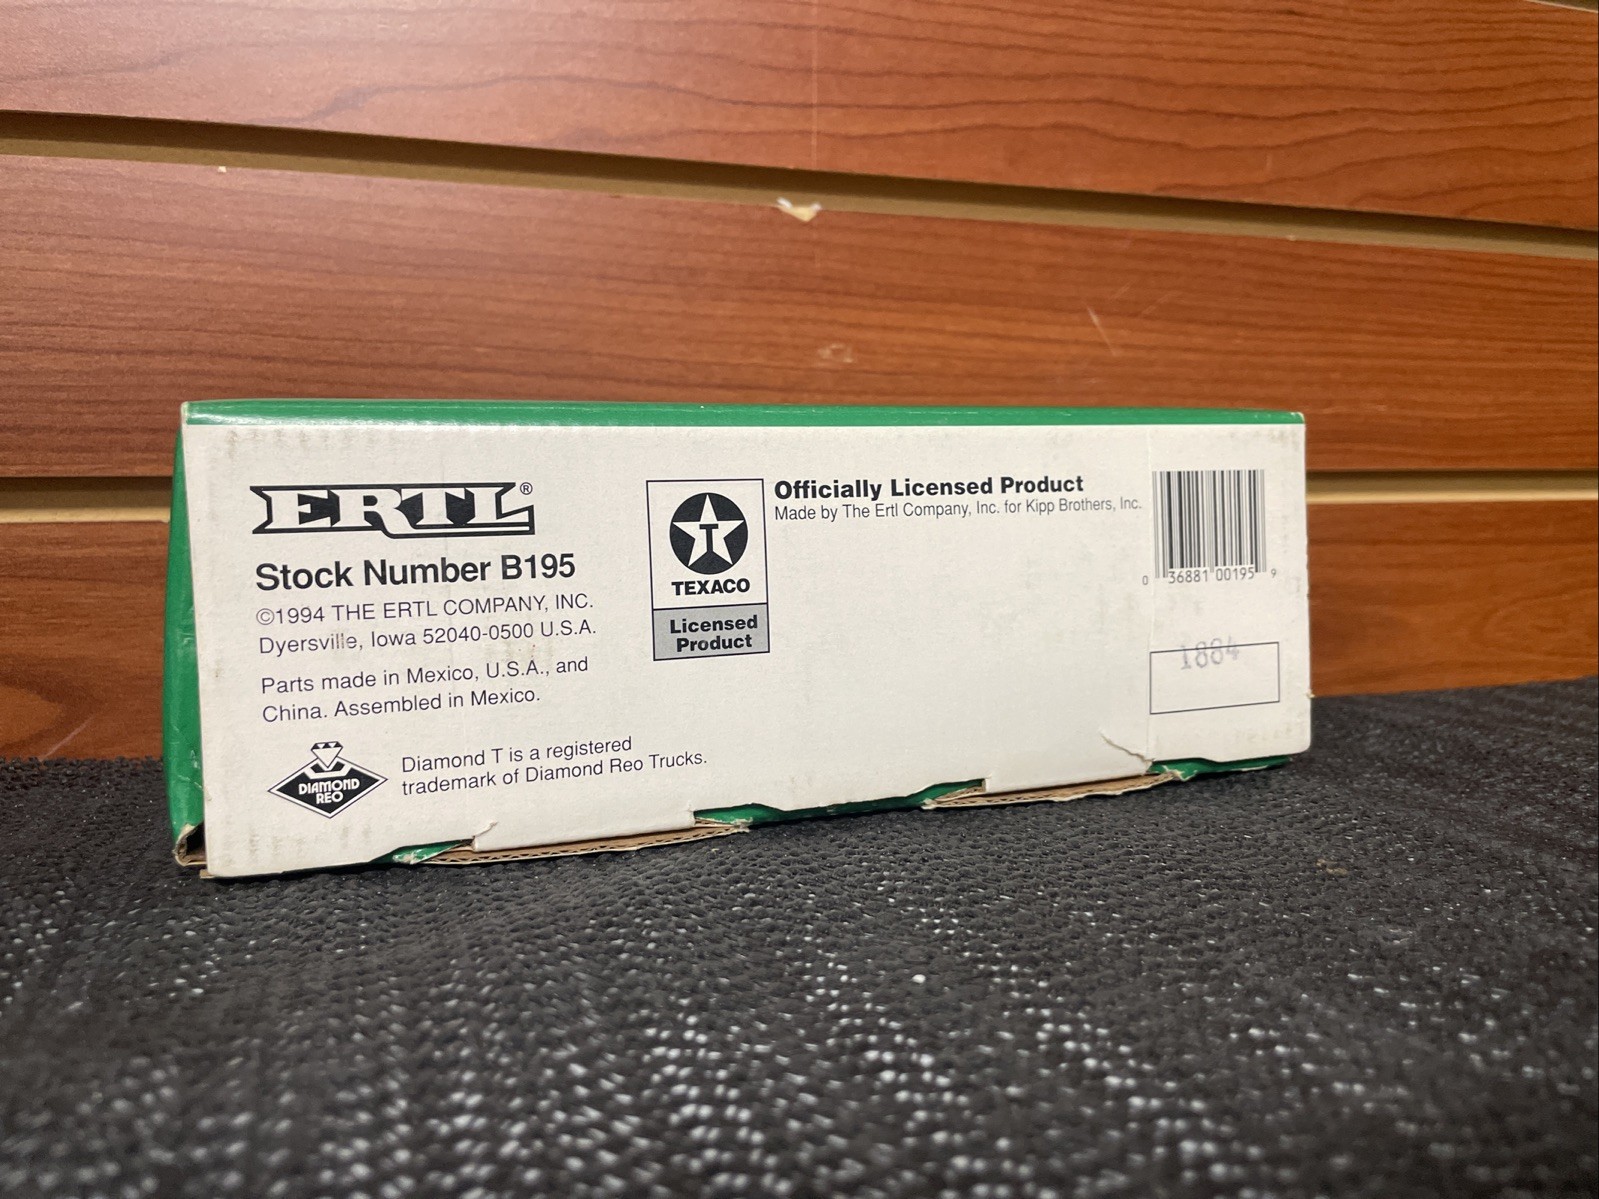 ERTL®
Stock Number B195
©1994 THE ERTL COMPANY, INC.
Dyersville, Iowa 52040-0500 U.S.A.
Parts made in Mexico, U.S.A., and
China. Assembled in Mexico.
DIAMOND
REO
Diamond T is a registered
trademark of Diamond Reo Trucks.
T
TEXACO
Licensed
Product
Officially Licensed Product
Made by The Ertl Company, Inc. for Kipp Brothers, Inc.
0 36881 00195 9
1884